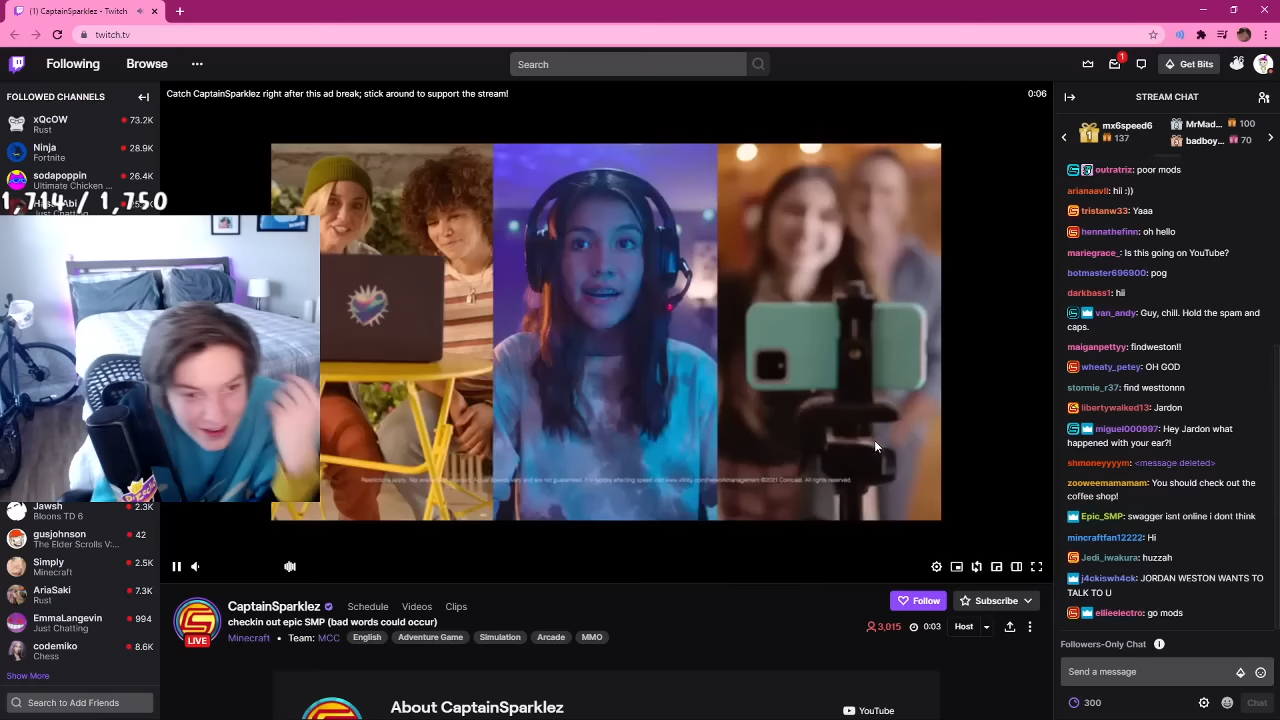 (1) CaptainSparklez - Twitch
twitch.tv
Following
Browse
Search
1
Get Bits
FOLLOWED CHANNELS
xQcOW
73.2K
Rust
Ninja
28.9K
Fortnite
sodapoppin
26.4K
Ultimate Chicken ...
1,714 / 1,750
Jawsh
2.3K
Bloons TD 6
gusjohnson
42
The Elder Scrolls V:...
Simply
2.5K
Minecraft
AriaSaki
7.3K
Rust
EmmaLangevin
994
Just Chatting
codemiko
8.6K
Chess
Show More
Search to Add Friends
Catch CaptainSparklez right after this ad break; stick around to support the stream!
0:06
LIVE
CaptainSparklez
Schedule
Videos
Clips
checkin out epic SMP (bad words could occur)
Minecraft • Team: MCC
English
Adventure Game
Simulation
Arcade
MMO
Follow
Subscribe
3,015
0:03
Host
About CaptainSparklez
YouTube
STREAM CHAT
1
mx6speed6
137
MrMad...
100
badboy...
70
outratriz: poor mods
arianaavll: hii :))
tristanw33: Yaaa
hennathefinn: oh hello
mariegrace_: Is this going on YouTube?
botmaster696900: pog
darkbass1: hii
van_andy: Guy, chill. Hold the spam and
caps.
maiganpettyy: findweston!!
wheaty_petey: OH GOD
stormie_r37: find westtonnn
libertywalked13: Jardon
miguel000997: Hey Jardon what
happened with your ear?!
shmoneyyyym: <message deleted>
zooweemamamam: You should check out the
coffee shop!
Epic_SMP: swagger isnt online i dont think
mincraftfan12222: Hi
Jedi_iwakura: huzzah
j4ckiswh4ck: JORDAN WESTON WANTS TO
TALK TO U
ellieelectro: go mods
Followers-Only Chat
Send a message
300
Chat